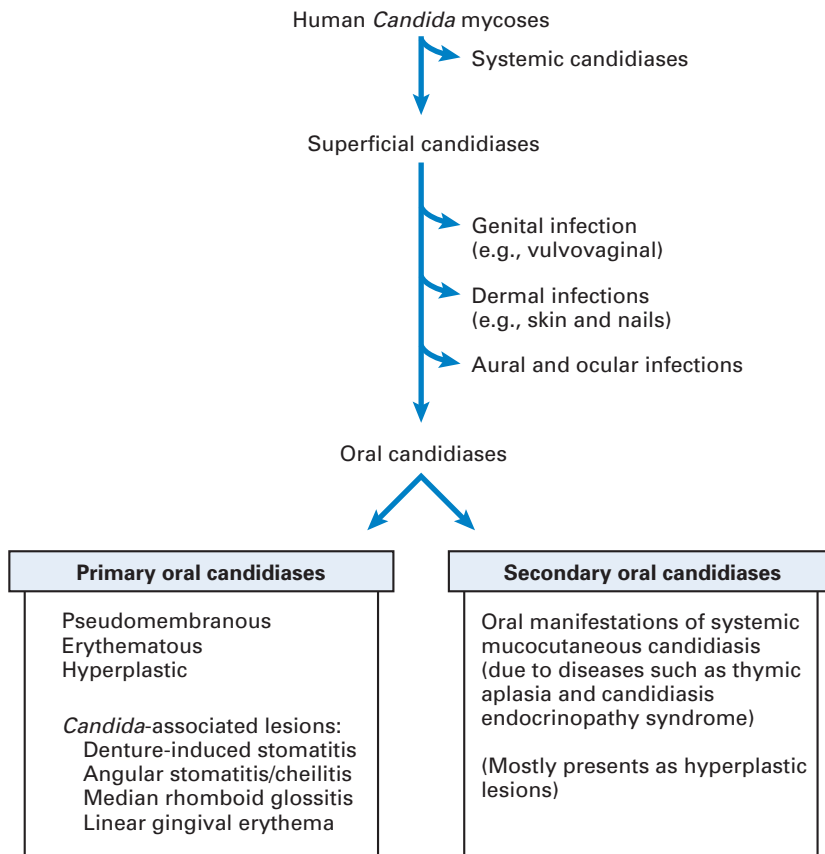 Human Candida mycoses
Systemic candidiases
Superficial candidiases
Genital infection
(e.g., vulvovaginal)
Dermal infections
(e.g., skin and nails)
Aural and ocular infections
Oral candidiases
Primary oral candidiases
Pseudomembranous
Erythematous
Hyperplastic
Candida-associated lesions:
Denture-induced stomatitis
Angular stomatitis/cheilitis
Median rhomboid glossitis
Linear gingival erythema
Secondary oral candidiases
Oral manifestations of systemic
mucocutaneous candidiasis
(due to diseases such as thymic
aplasia and candidiasis
endocrinopathy syndrome)
(Mostly presents as hyperplastic
lesions)